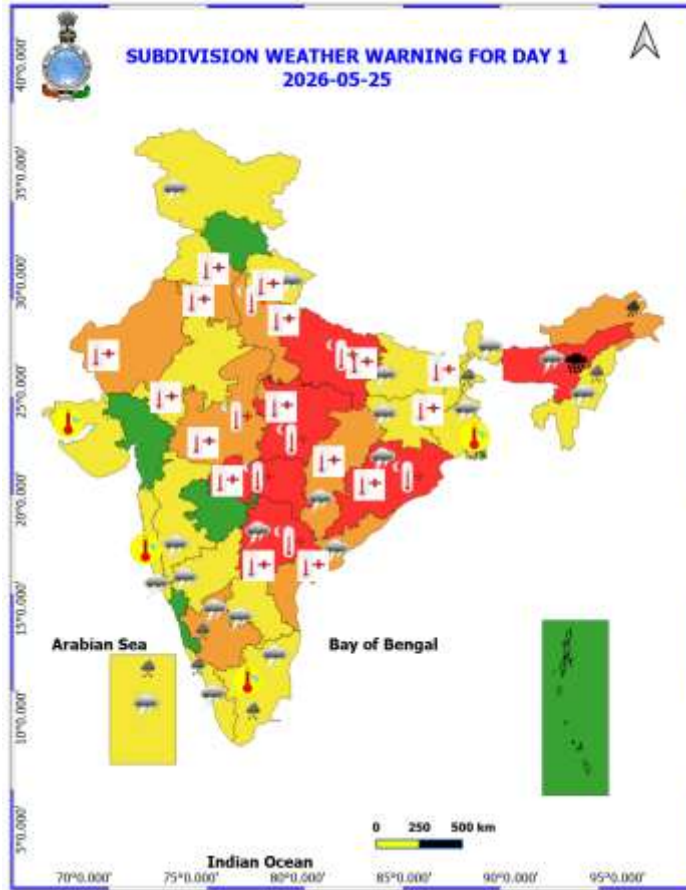 SUBDIVISION WEATHER WARNING FOR DAY 1
2026-05-25
40°0.000'
35°0.000'
30°0.000'
25°0.000'
20°0.000'
15°0.000'
10°0.000'
5°0.000'
Arabian Sea
Bay of Bengal
0 250 500 km
Indian Ocean
70°0.000' 75°0.000' 80°0.000' 85°0.000' 90°0.000' 95°0.000'